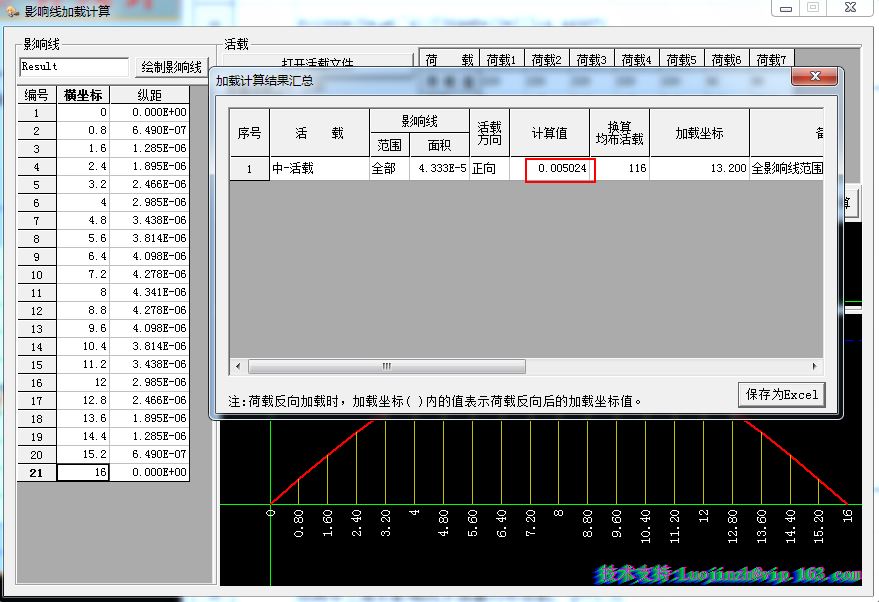 影响线加载计算
影响线
Result
绘制影响线
编号 横坐标 纵距
1 0 0.000E+00
2 0.8 6.490E-07
3 1.6 1.285E-06
4 2.4 1.895E-06
5 3.2 2.466E-06
6 4 2.985E-06
7 4.8 3.438E-06
8 5.6 3.814E-06
9 6.4 4.098E-06
10 7.2 4.278E-06
11 8 4.341E-06
12 8.8 4.278E-06
13 9.6 4.098E-06
14 10.4 3.814E-06
15 11.2 3.438E-06
16 12 2.985E-06
17 12.8 2.466E-06
18 13.6 1.895E-06
19 14.4 1.285E-06
20 15.2 6.490E-07
21 16 0.000E+00
活载
打开活载文件
荷 载 荷载1 荷载2 荷载3 荷载4 荷载5 荷载6 荷载7
加载计算结果汇总
序号 活 载 影响线 范围 面积 活载方向 计算值 换算均布活载 加载坐标
1 中-活载 全部 4.333E-5 正向 0.005024 116 13.200 全影响线范围
注:荷载反向加载时,加载坐标( )内的值表示荷载反向后的加载坐标值。
保存为Excel
算
0 0.80 1.60 2.40 3.20 4 4.80 5.60 6.40 7.20 8 8.80 9.60 10.40 11.20 12 12.80 13.60 14.40 15.20 16
技术支持:luojinzh@vip.163.com